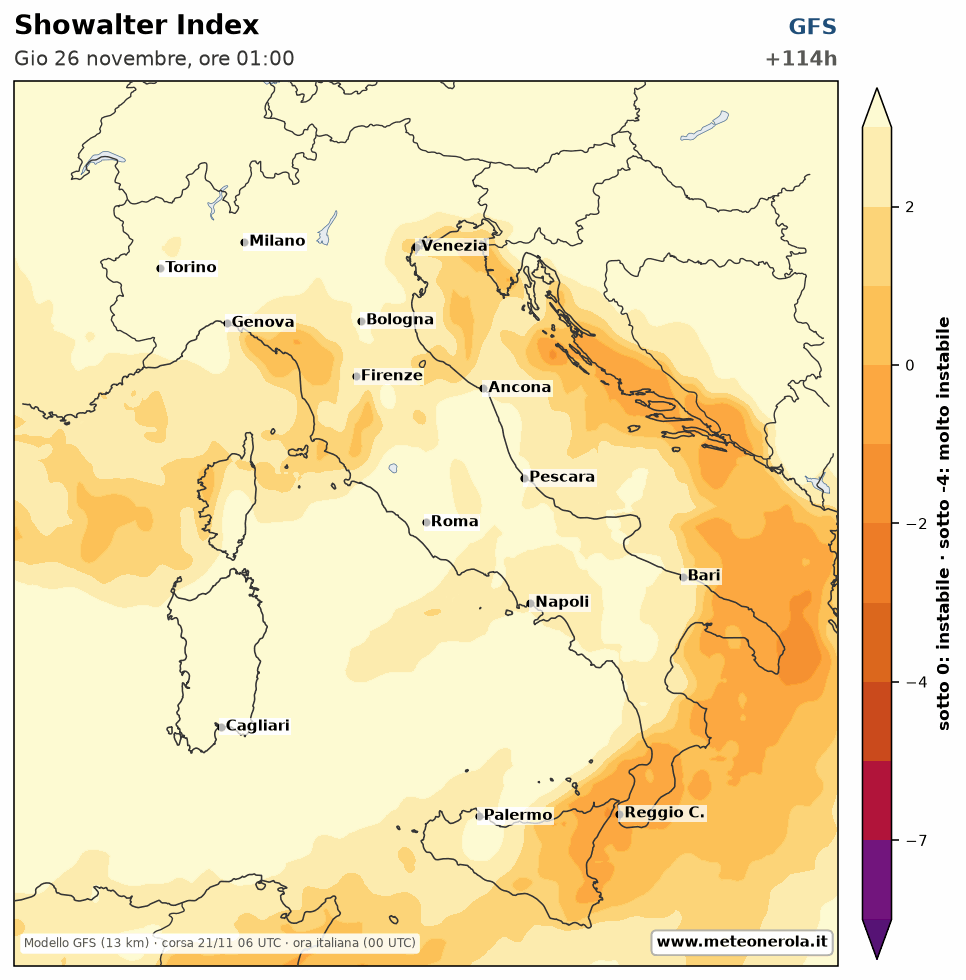 Showalter Index
GFS
Gio 26 novembre, ore 01:00
+114h
Milano
Venezia
Torino
Genova
Bologna
Firenze
Ancona
Pescara
Roma
Bari
Napoli
Cagliari
Palermo
Reggio C.
2
0
−2
−4
−7
sotto 0: instabile · sotto -4: molto instabile
Modello GFS (13 km) · corsa 21/11 06 UTC · ora italiana (00 UTC)
www.meteonerola.it